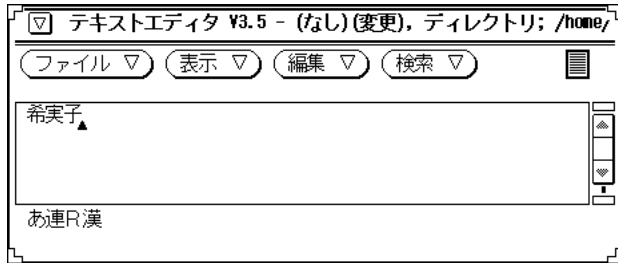 テキストエディタ V3.5 - (なし)(変更), ディレクトリ; /home/
ファイル ▽ 表示 ▽ 編集 ▽ 検索 ▽
希実子
あ連R漢